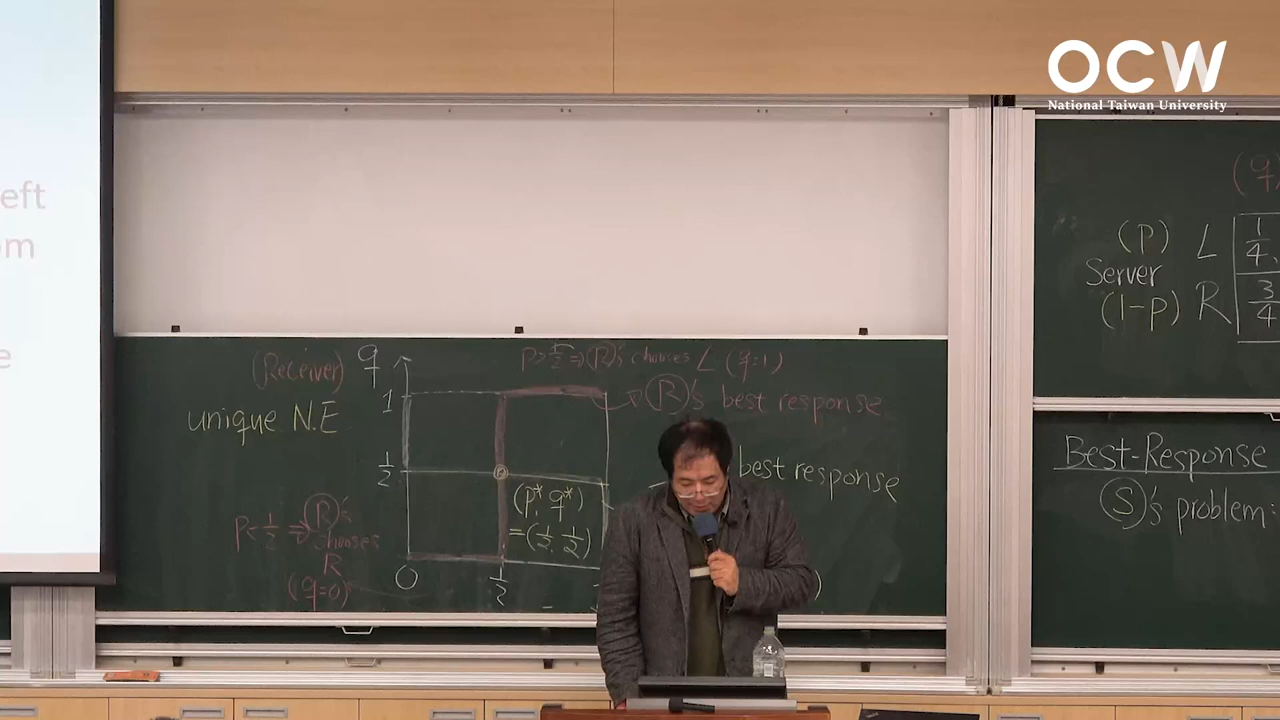 OCW
National Taiwan University
eft
om
e
(Receiver) q
p>1/2 ⇒ (R)'s chooses L (q=1)
1
(R)'s best response
unique N.E
1/2
best response
(p*, q*)
=(1/2, 1/2)
p<1/2 ⇒ (R)'s
chooses
R
(q=0)
0
1/2
)
(q,
(p) L 1/4,
Server
(1-p) R 3/4
Best-Response
(S)'s problem: